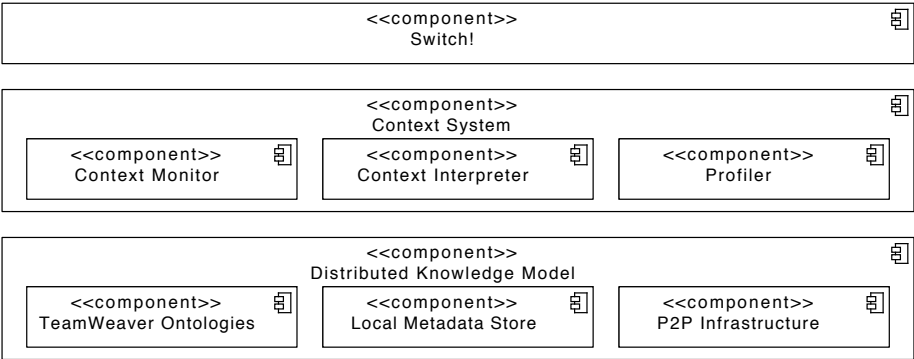 <<component>>
Switch!
<<component>>
Context System
<<component>>
Context Monitor
<<component>>
Context Interpreter
<<component>>
Profiler
<<component>>
Distributed Knowledge Model
<<component>>
TeamWeaver Ontologies
<<component>>
Local Metadata Store
<<component>>
P2P Infrastructure